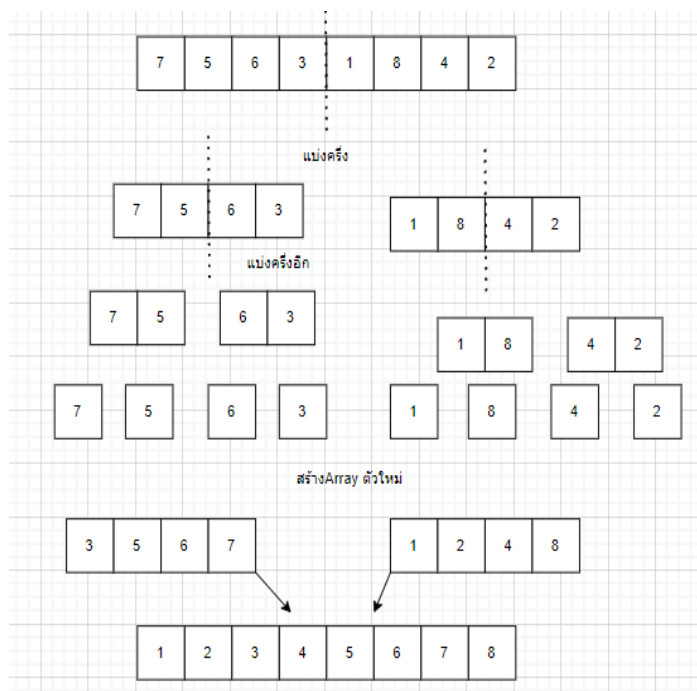 7 5 6 3 1 8 4 2
แบ่งครึ่ง
7 5 6 3
1 8 4 2
แบ่งครึ่งอีก
7 5 6 3
1 8 4 2
7 5 6 3 1 8 4 2
สร้างArray ตัวใหม่
3 5 6 7 1 2 4 8
1 2 3 4 5 6 7 8